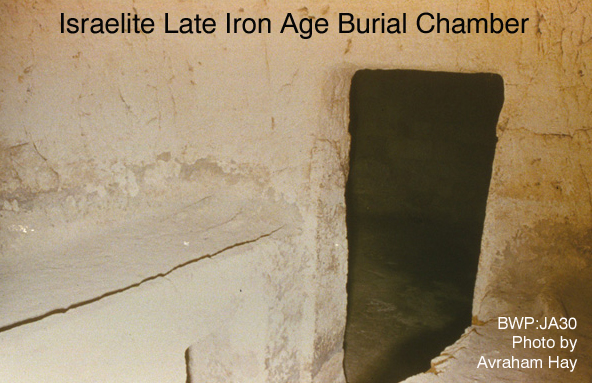 Israelite Late Iron Age Burial Chamber
BWP:JA30
Photo by
Avraham Hay